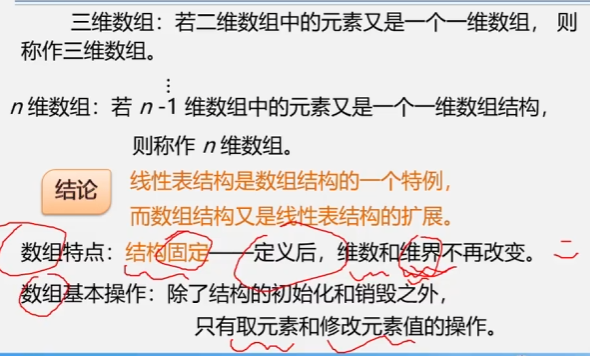 三维数组：若二维数组中的元素又是一个一维数组， 则
称作三维数组。
⋮
n 维数组：若 n -1 维数组中的元素又是一个一维数组结构，
则称作 n 维数组。
结论
线性表结构是数组结构的一个特例，
而数组结构又是线性表结构的扩展。
数组特点：结构固定——定义后，维数和维界不再改变。
数组基本操作：除了结构的初始化和销毁之外，
只有取元素和修改元素值的操作。